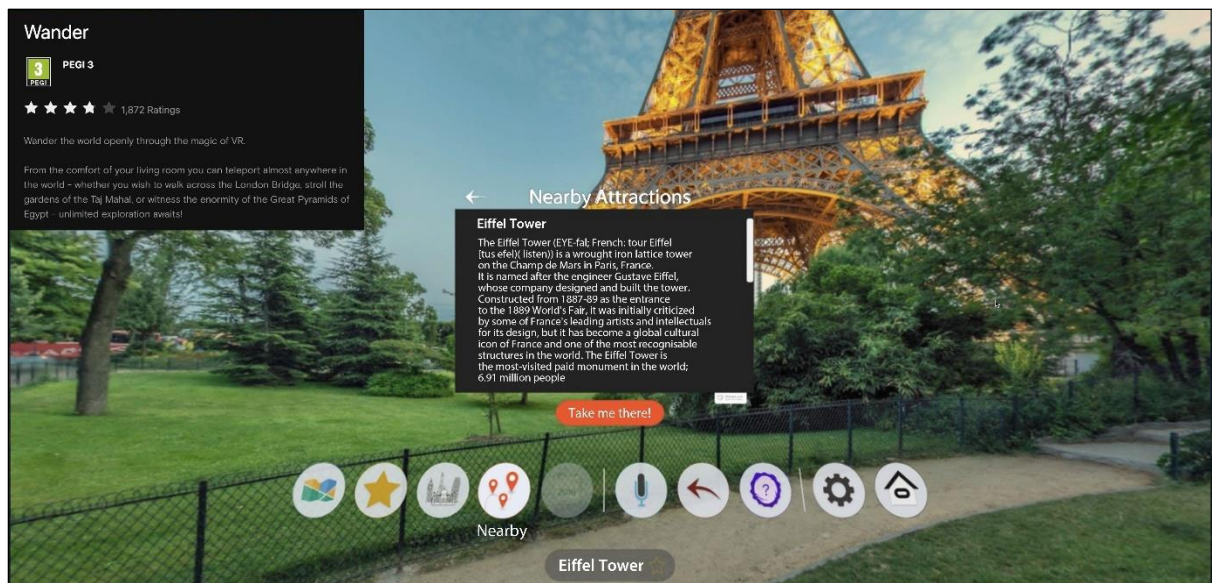 Wander
3
PEGI
PEGI 3
1,872 Ratings
Wander the world openly through the magic of VR.
From the comfort of your living room you can teleport almost anywhere in
the world – whether you wish to walk across the London Bridge, stroll the
gardens of the Taj Mahal, or witness the enormity of the Great Pyramids of
Egypt – unlimited exploration awaits!
Nearby Attractions
Eiffel Tower
The Eiffel Tower (EYE-fal; French: tour Eiffel
[tus efel)( listen)) is a wrought iron lattice tower
on the Champ de Mars in Paris, France.
It is narned after the engineer Gustave Eiffel,
whose company designed and built the tower.
Constructed from 1887-89 as the entrance
to the 1889 World's Fair, it was initially criticized
by some of France's leading artists and intellectuals
for its design, but it has become a global cultural
icon of France and one of the most recognisable
structures in the world. The Eiffel Tower is
the most-visited paid monument in the world;
6.91 million people
Take me there!
?
Nearby
Eiffel Tower